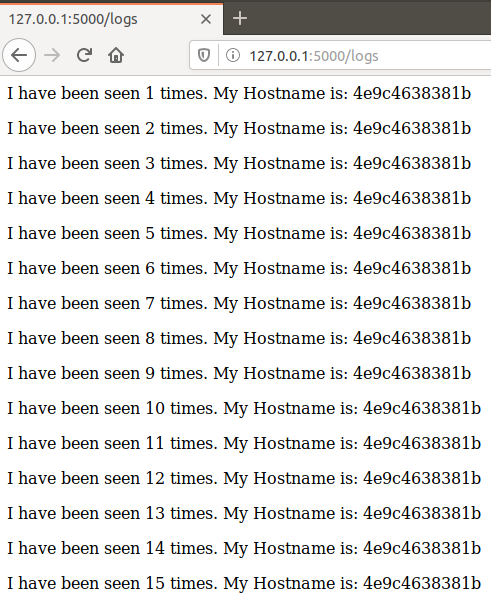 127.0.0.1:5000/logs
127.0.0.1:5000/logs
I have been seen 1 times. My Hostname is: 4e9c4638381b
I have been seen 2 times. My Hostname is: 4e9c4638381b
I have been seen 3 times. My Hostname is: 4e9c4638381b
I have been seen 4 times. My Hostname is: 4e9c4638381b
I have been seen 5 times. My Hostname is: 4e9c4638381b
I have been seen 6 times. My Hostname is: 4e9c4638381b
I have been seen 7 times. My Hostname is: 4e9c4638381b
I have been seen 8 times. My Hostname is: 4e9c4638381b
I have been seen 9 times. My Hostname is: 4e9c4638381b
I have been seen 10 times. My Hostname is: 4e9c4638381b
I have been seen 11 times. My Hostname is: 4e9c4638381b
I have been seen 12 times. My Hostname is: 4e9c4638381b
I have been seen 13 times. My Hostname is: 4e9c4638381b
I have been seen 14 times. My Hostname is: 4e9c4638381b
I have been seen 15 times. My Hostname is: 4e9c4638381b